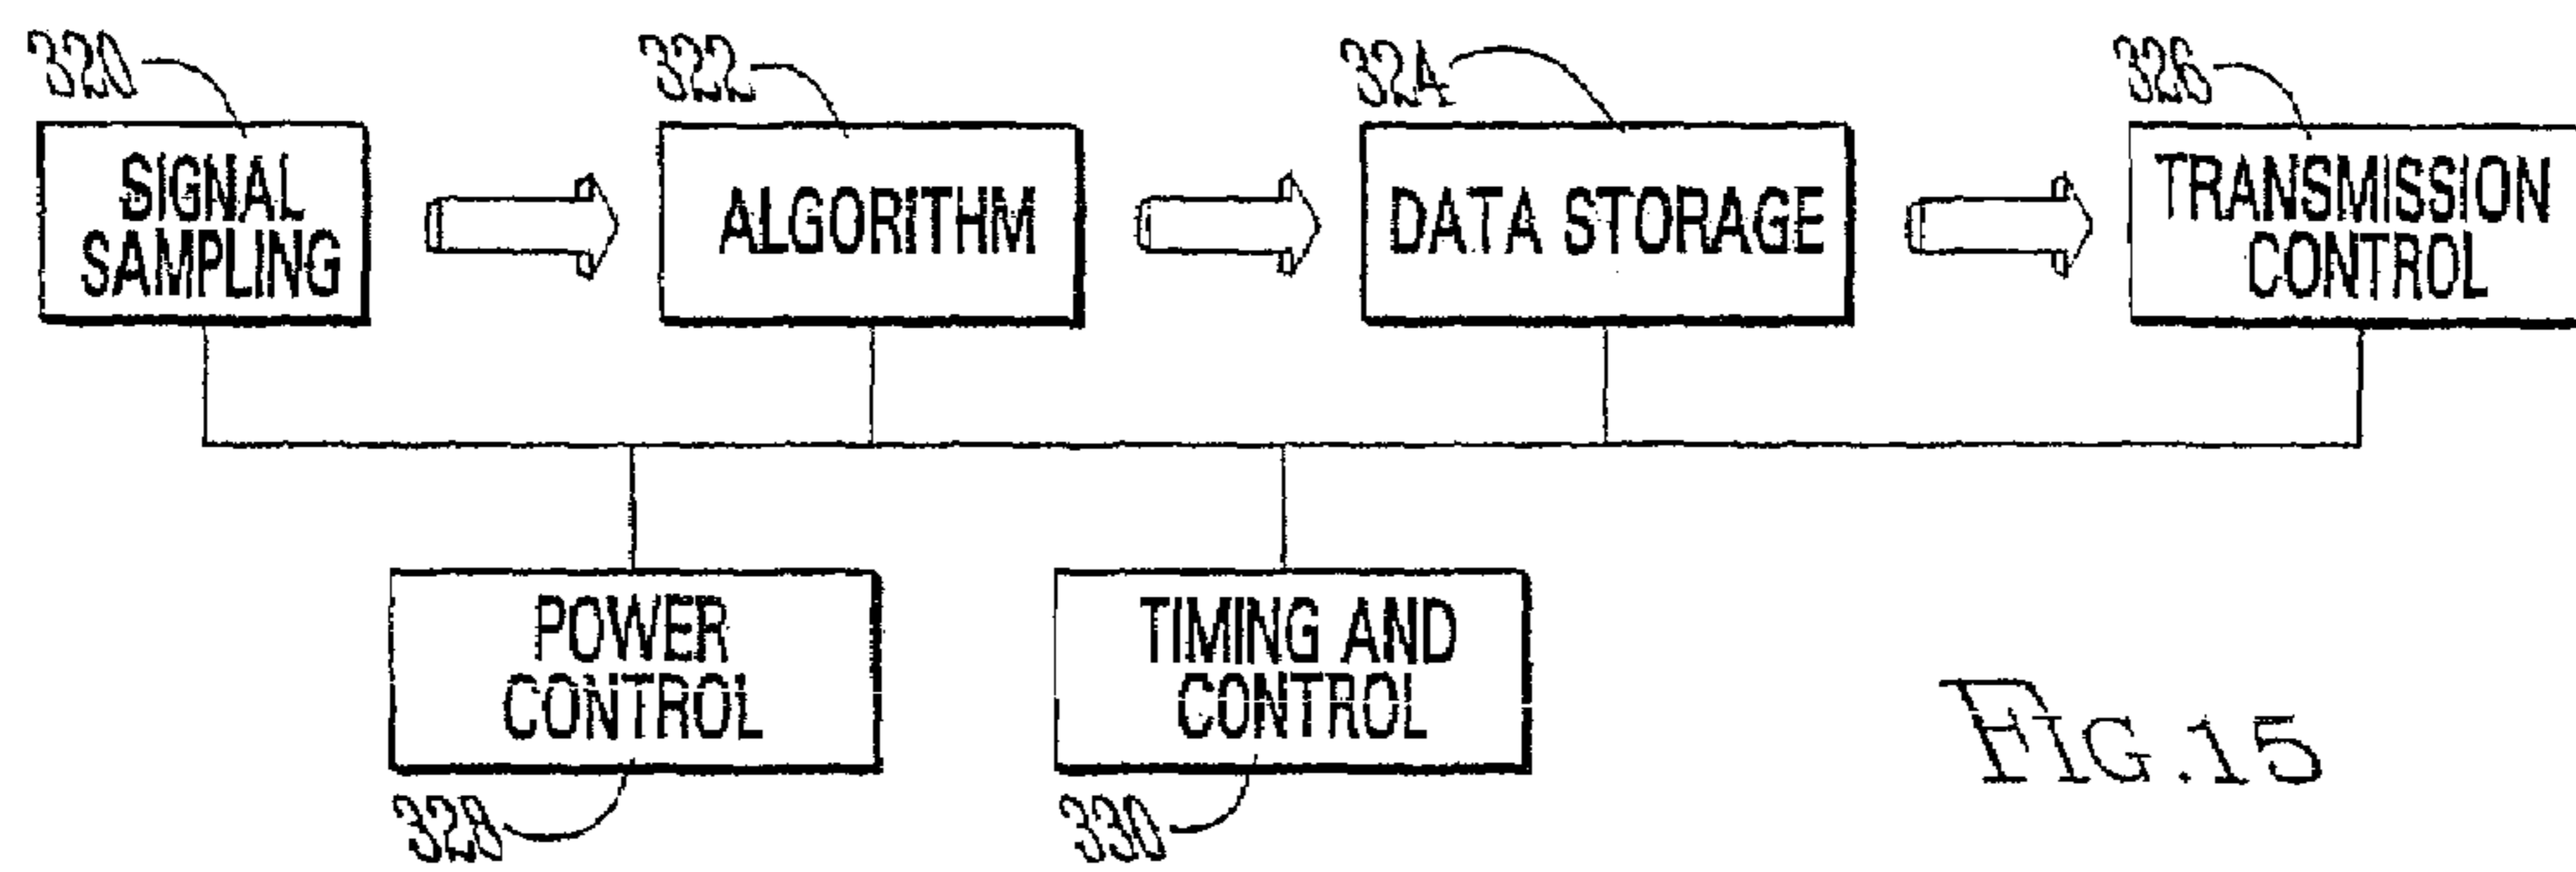 320
322
324
326
SIGNAL
SAMPLING
ALGORITHM
DATA STORAGE
TRANSMISSION
CONTROL
POWER
CONTROL
TIMING AND
CONTROL
328
330
FIG.15